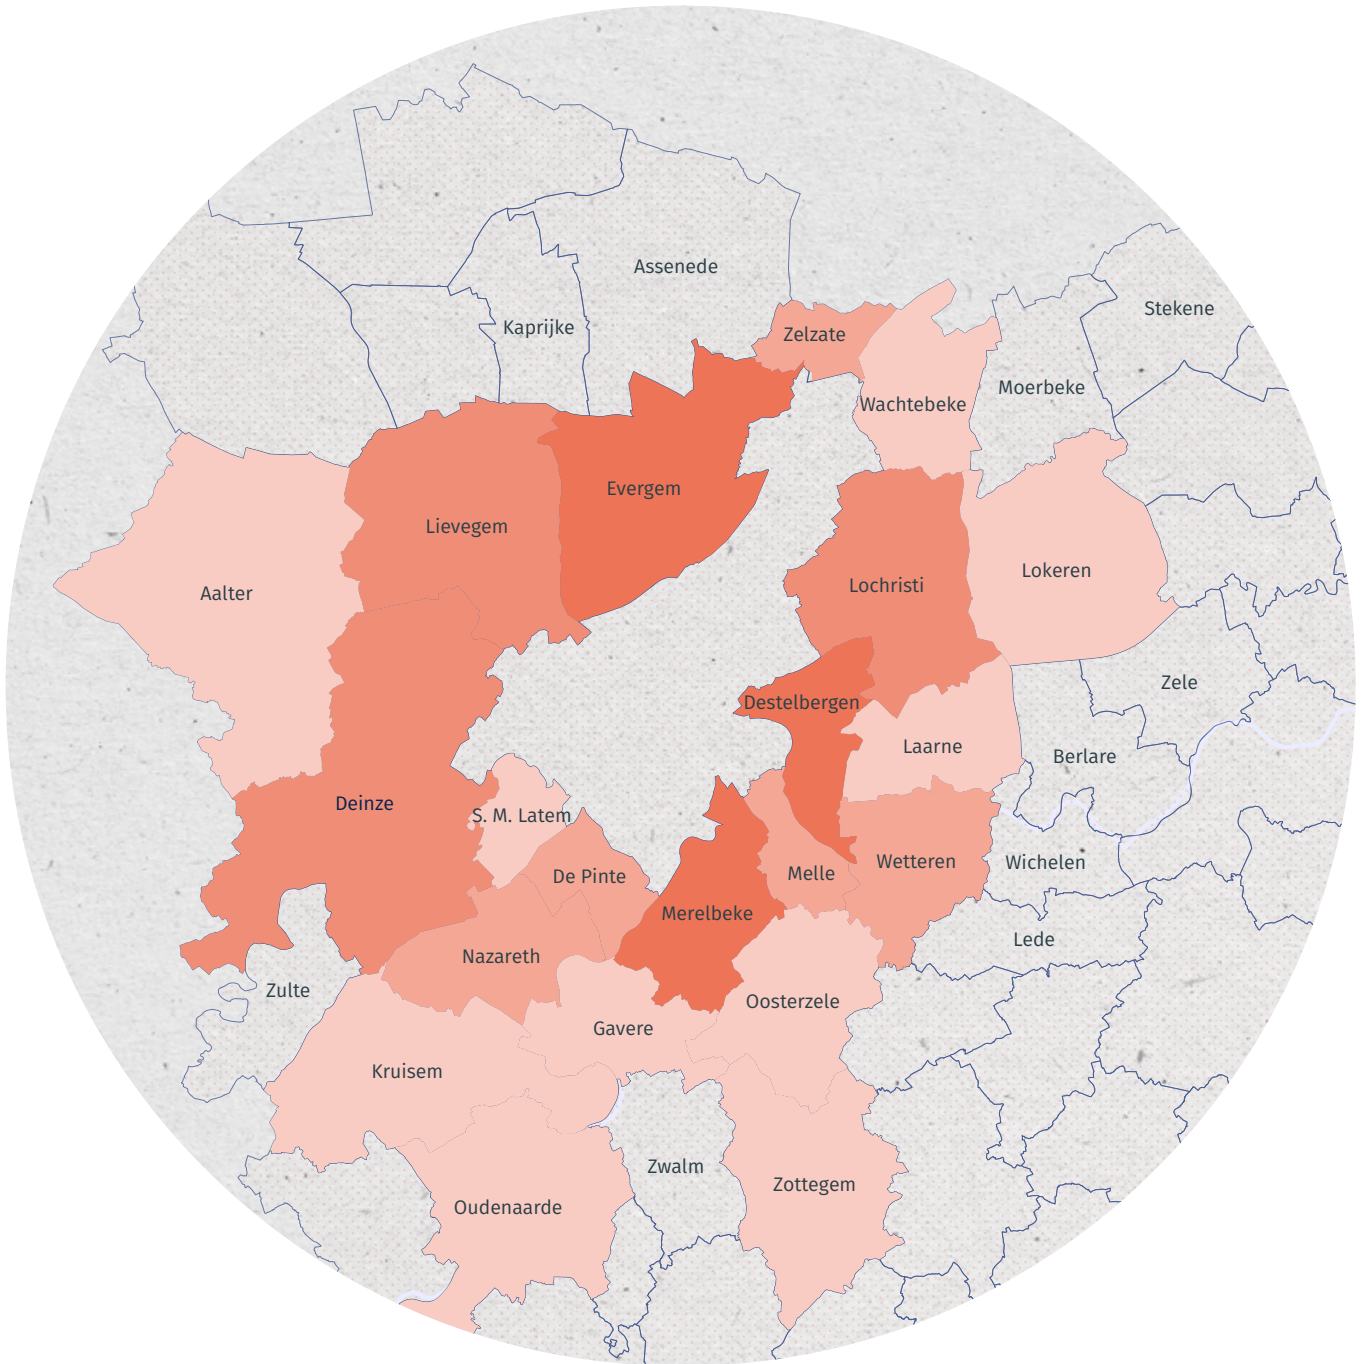 Assenede
Stekene
Kaprijke
Zelzate
Moerbeke
Wachtebeke
Evergem
Lievegem
Lokeren
Lochristi
Aalter
Zele
Destelbergen
Laarne
Berlare
Deinze
S. M. Latem
Wetteren
Wichelen
Melle
De Pinte
Merelbeke
Lede
Nazareth
Zulte
Oosterzele
Gavere
Kruisem
Zwalm
Zottegem
Oudenaarde